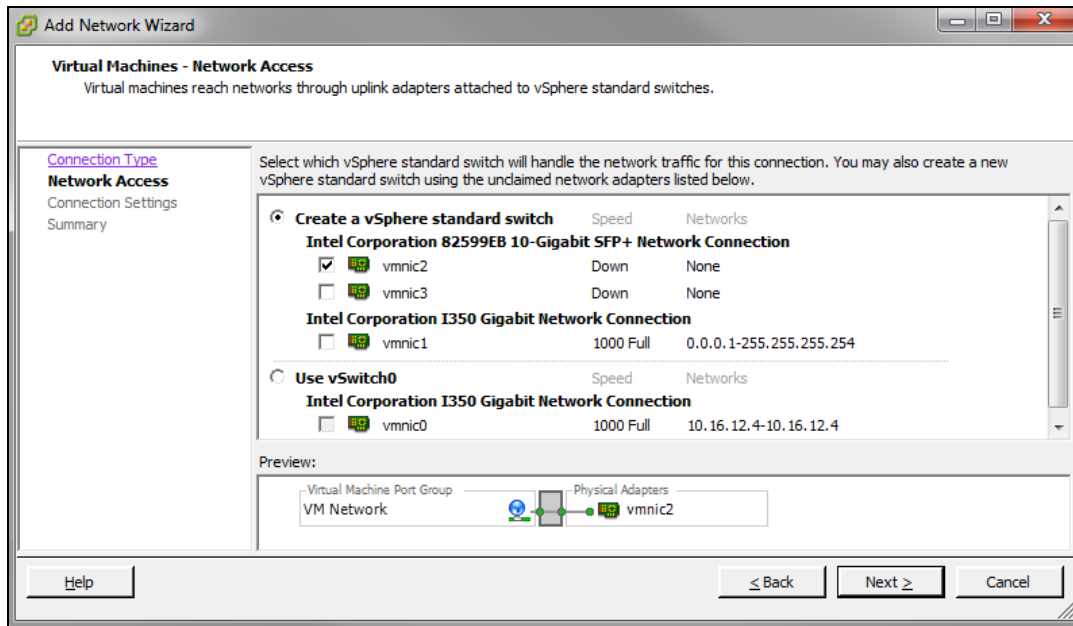 Add Network Wizard
Virtual Machines - Network Access
Virtual machines reach networks through uplink adapters attached to vSphere standard switches.
Connection Type
Network Access
Connection Settings
Summary
Select which vSphere standard switch will handle the network traffic for this connection. You may also create a new
vSphere standard switch using the unclaimed network adapters listed below.
Create a vSphere standard switch Speed Networks
Intel Corporation 82599EB 10-Gigabit SFP+ Network Connection
vmnic2 Down None
vmnic3 Down None
Intel Corporation I350 Gigabit Network Connection
vmnic1 1000 Full 0.0.0.1-255.255.255.254
Use vSwitch0 Speed Networks
Intel Corporation I350 Gigabit Network Connection
vmnic0 1000 Full 10.16.12.4-10.16.12.4
Preview:
Virtual Machine Port Group Physical Adapters
VM Network vmnic2
Help < Back Next > Cancel